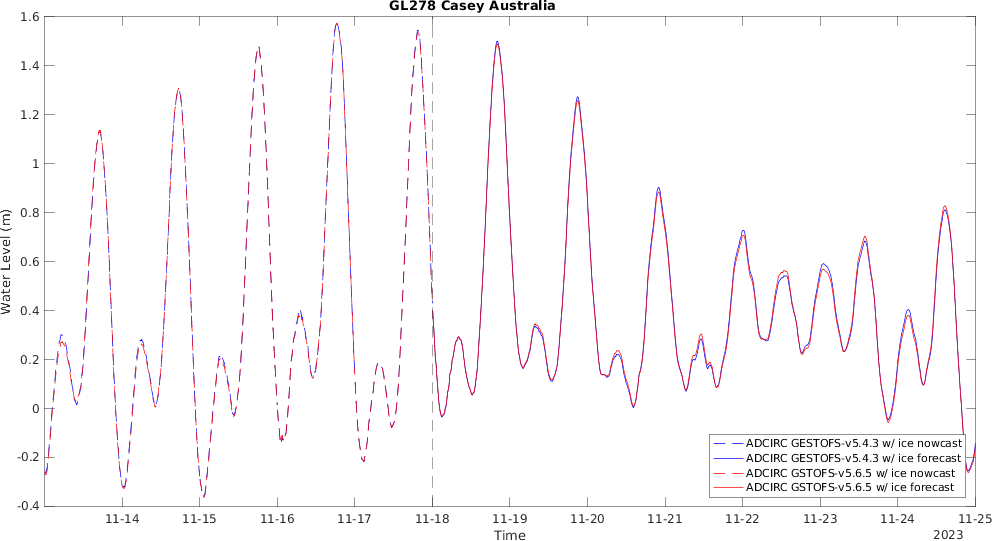 GL278 Casey Australia
1.6
1.4
1.2
1
0.8
0.6
0.4
0.2
0
-0.2
-0.4
Water Level (m)
ADCIRC GESTOFS-v5.4.3 w/ ice nowcast
ADCIRC GESTOFS-v5.4.3 w/ ice forecast
ADCIRC GSTOFS-v5.6.5 w/ ice nowcast
ADCIRC GSTOFS-v5.6.5 w/ ice forecast
11-14 11-15 11-16 11-17 11-18 11-19 11-20 11-21 11-22 11-23 11-24 11-25
Time
2023